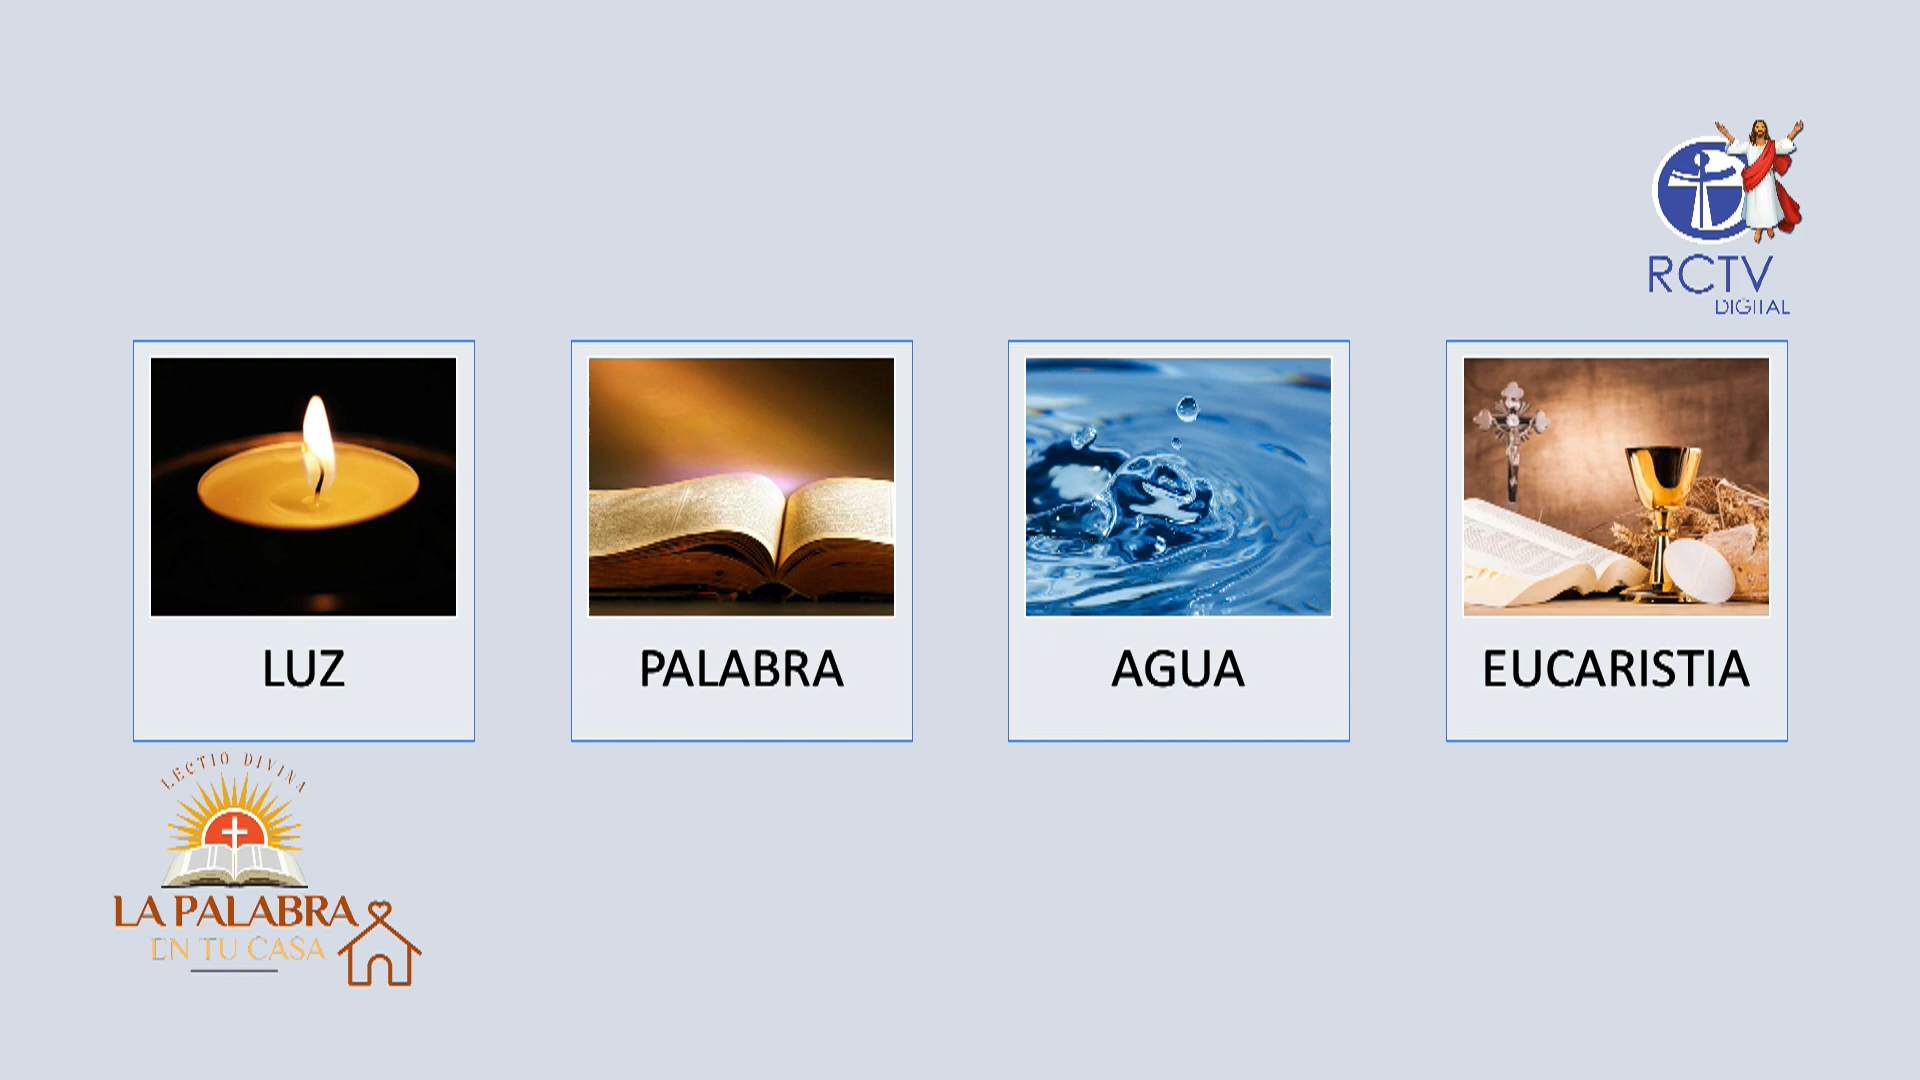 RCTV
DIGITAL
LUZ
PALABRA
AGUA
EUCARISTIA
LECTIO DIVINA
LA PALABRA
EN TU CASA